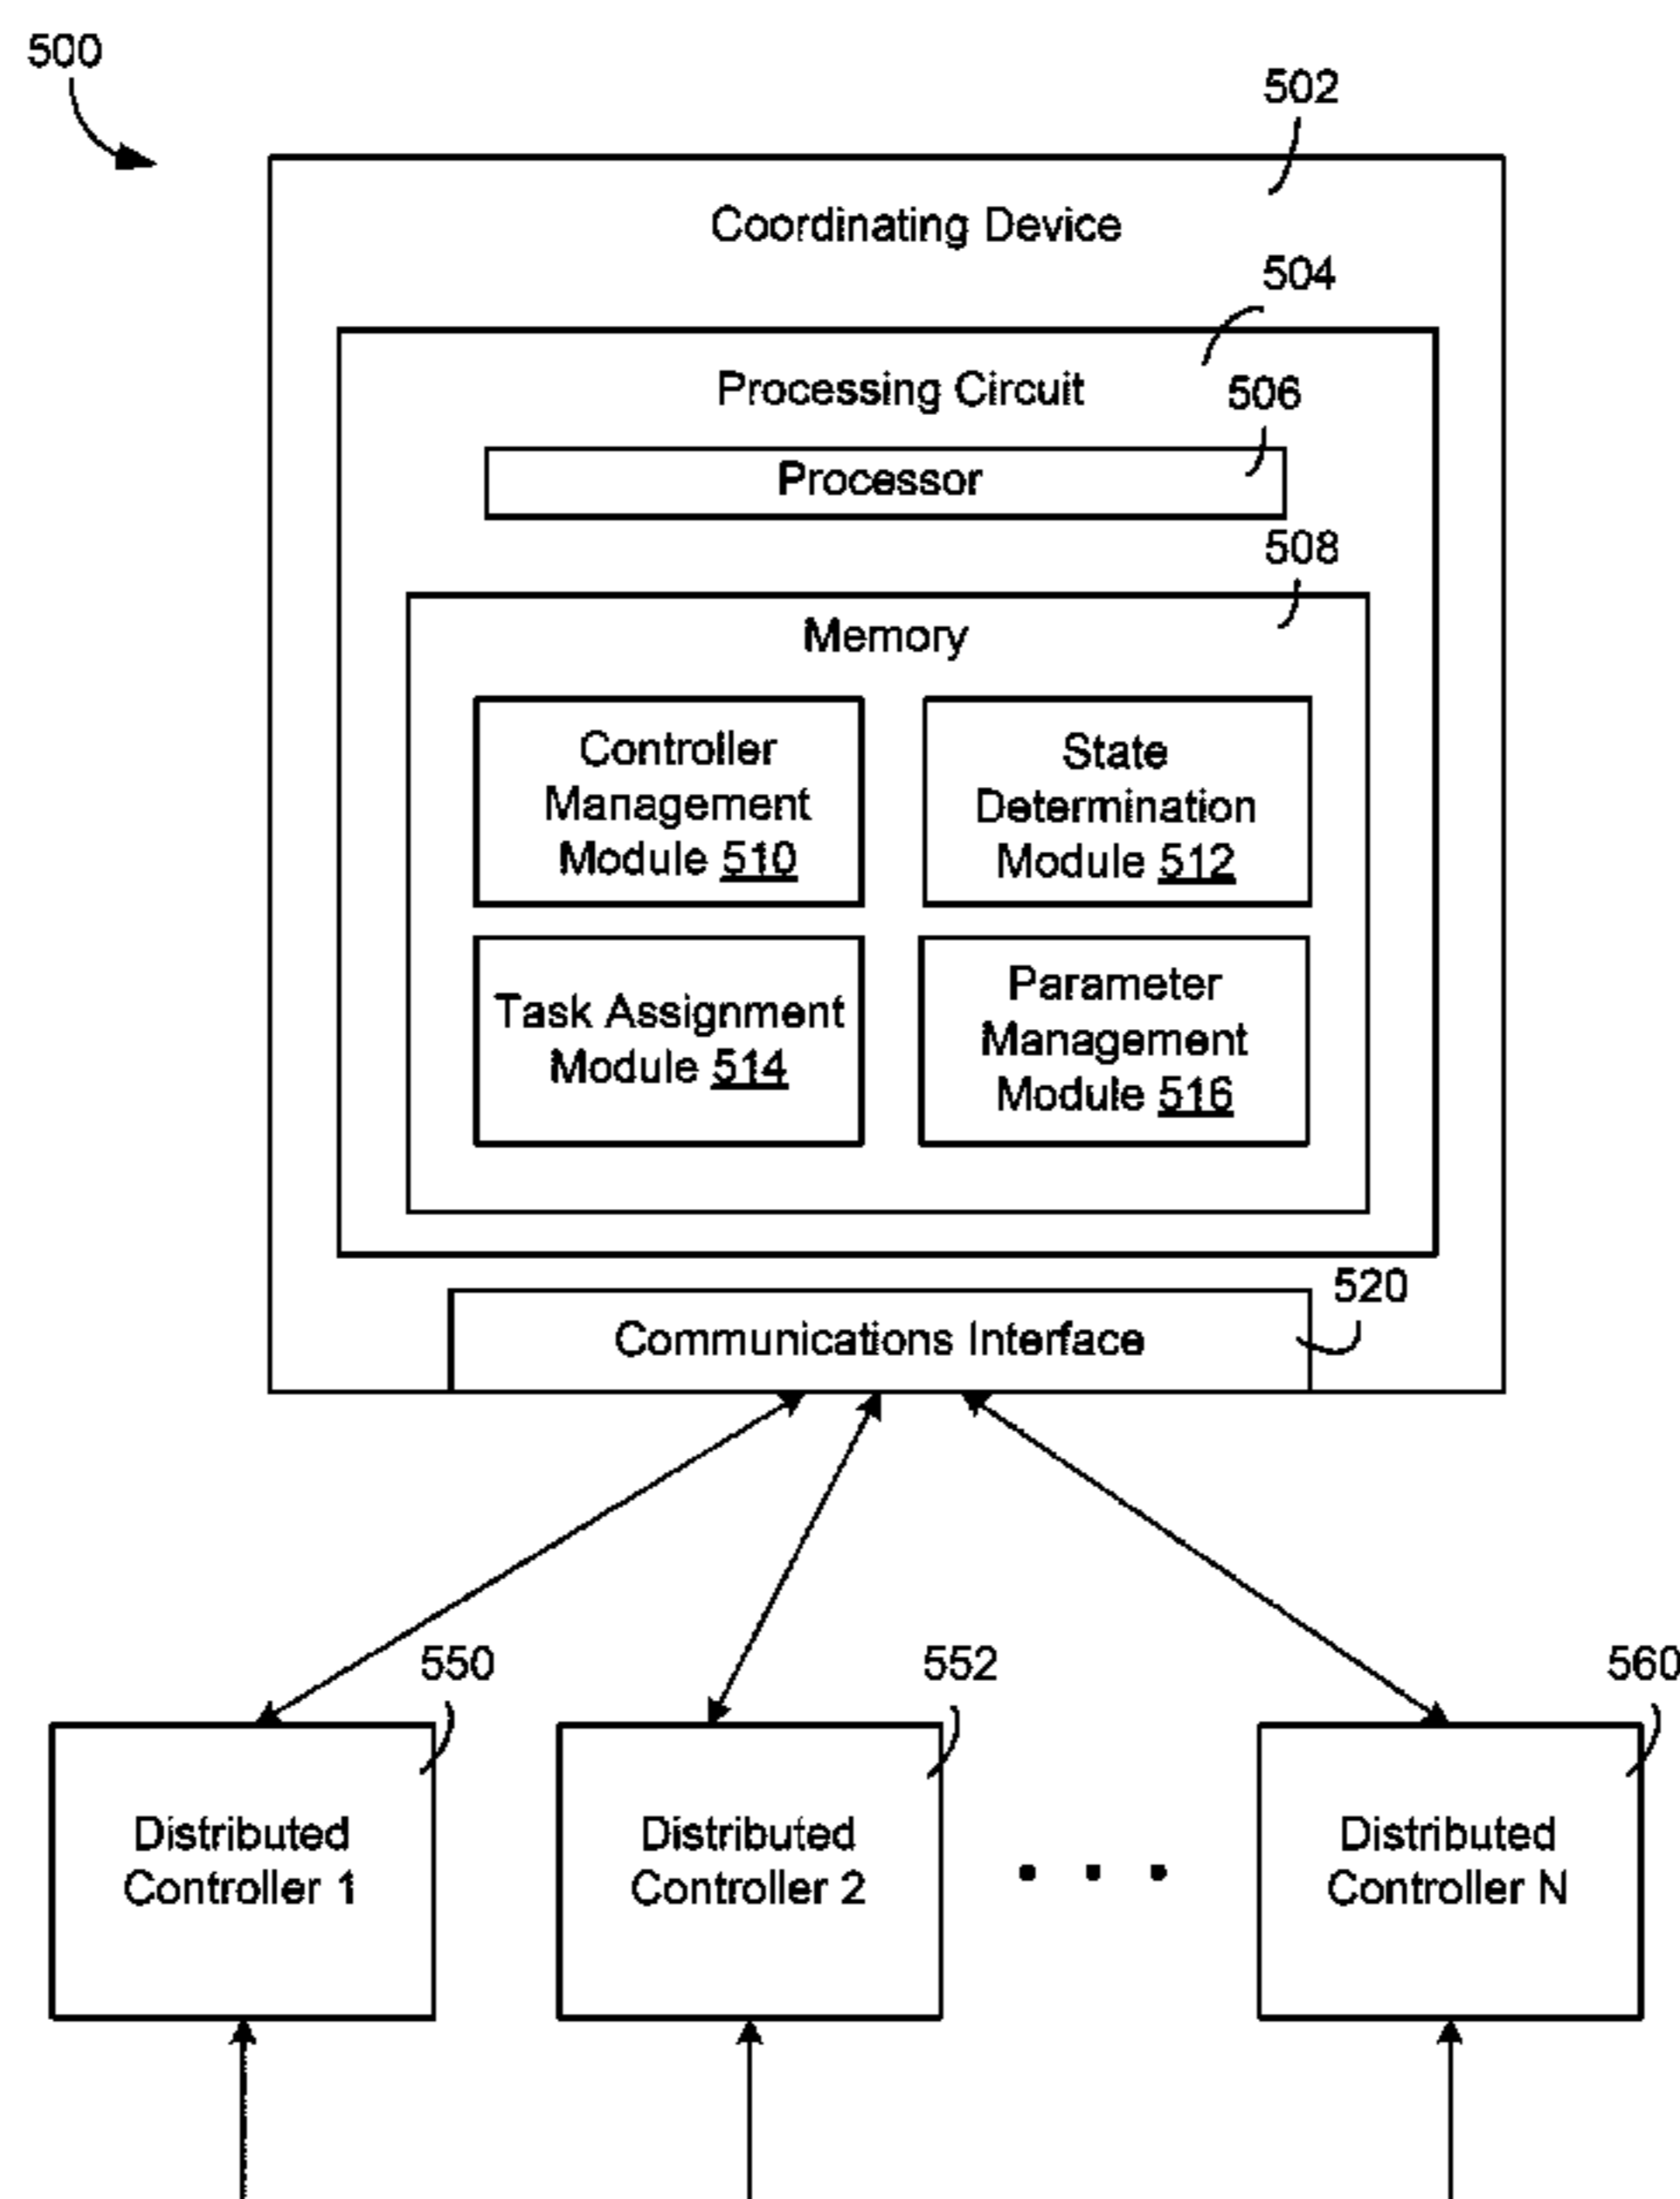 500
502
Coordinating Device
504
Processing Circuit
506
Processor
508
Memory
Controller
Management
Module 510
State
Determination
Module 512
Task Assignment
Module 514
Parameter
Management
Module 516
520
Communications Interface
550
552
560
Distributed
Controller 1
Distributed
Controller 2
Distributed
Controller N